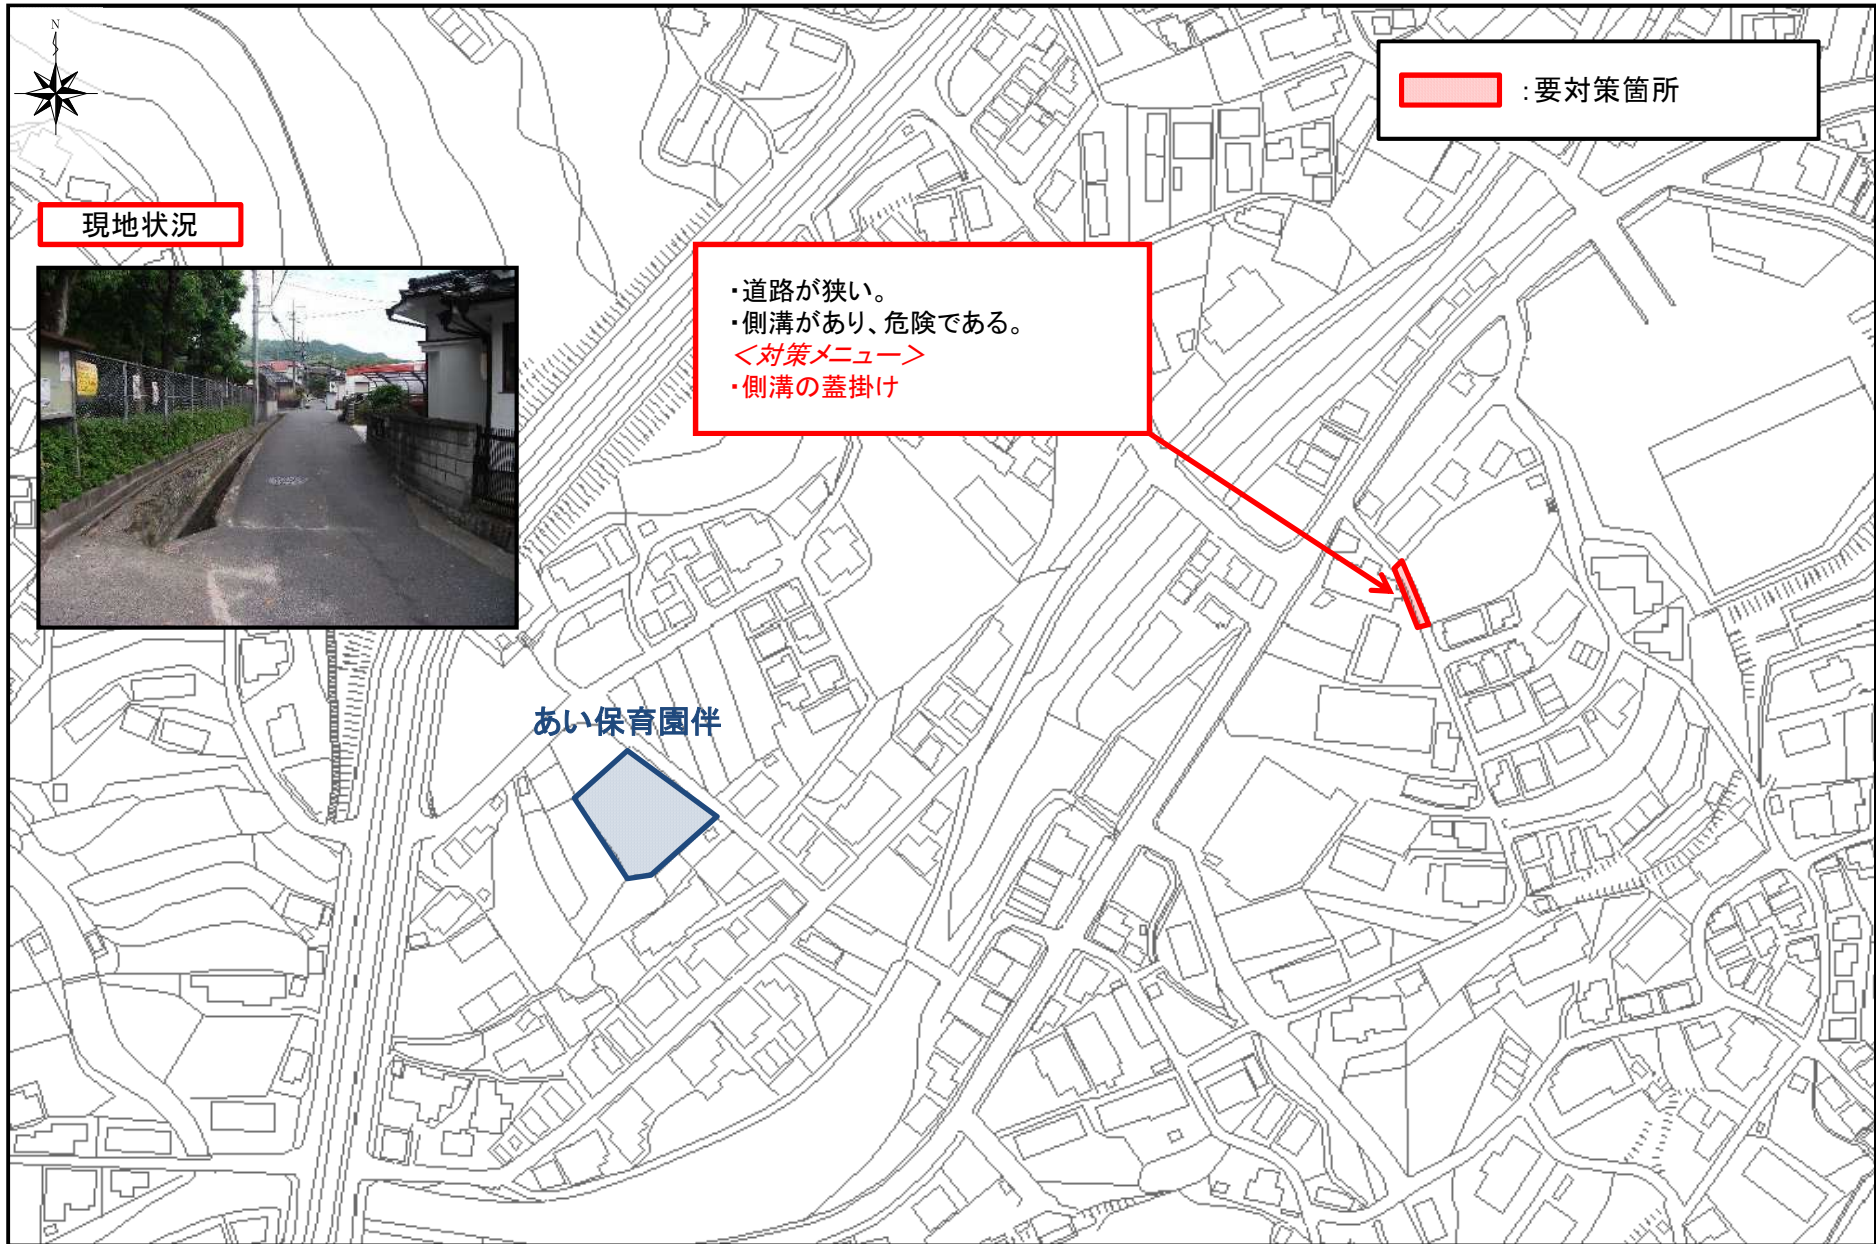 N
:要対策箇所
現地状況
・道路が狭い。
・側溝があり、危険である。
＜対策メニュー＞
・側溝の蓋掛け
あい保育園伴